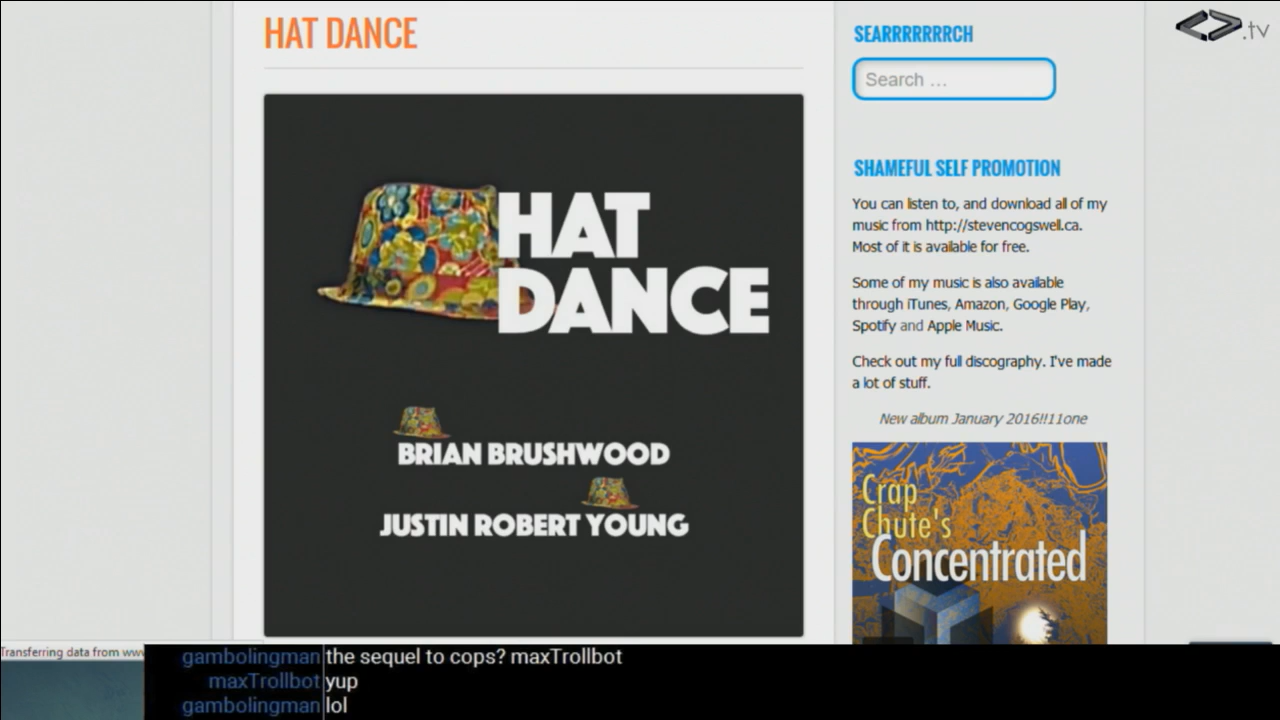 HAT DANCE
HAT
DANCE
BRIAN BRUSHWOOD
JUSTIN ROBERT YOUNG
.tv
SEARRRRRRRCH
Search ...
SHAMEFUL SELF PROMOTION
You can listen to, and download all of my
music from http://stevencogswell.ca.
Most of it is available for free.
Some of my music is also available
through iTunes, Amazon, Google Play,
Spotify and Apple Music.
Check out my full discography. I've made
a lot of stuff.
New album January 2016!!11one
Crap
Chute's
Concentrated
Transferring data from www
gambolingman the sequel to cops? maxTrollbot
maxTrollbot yup
gambolingman lol